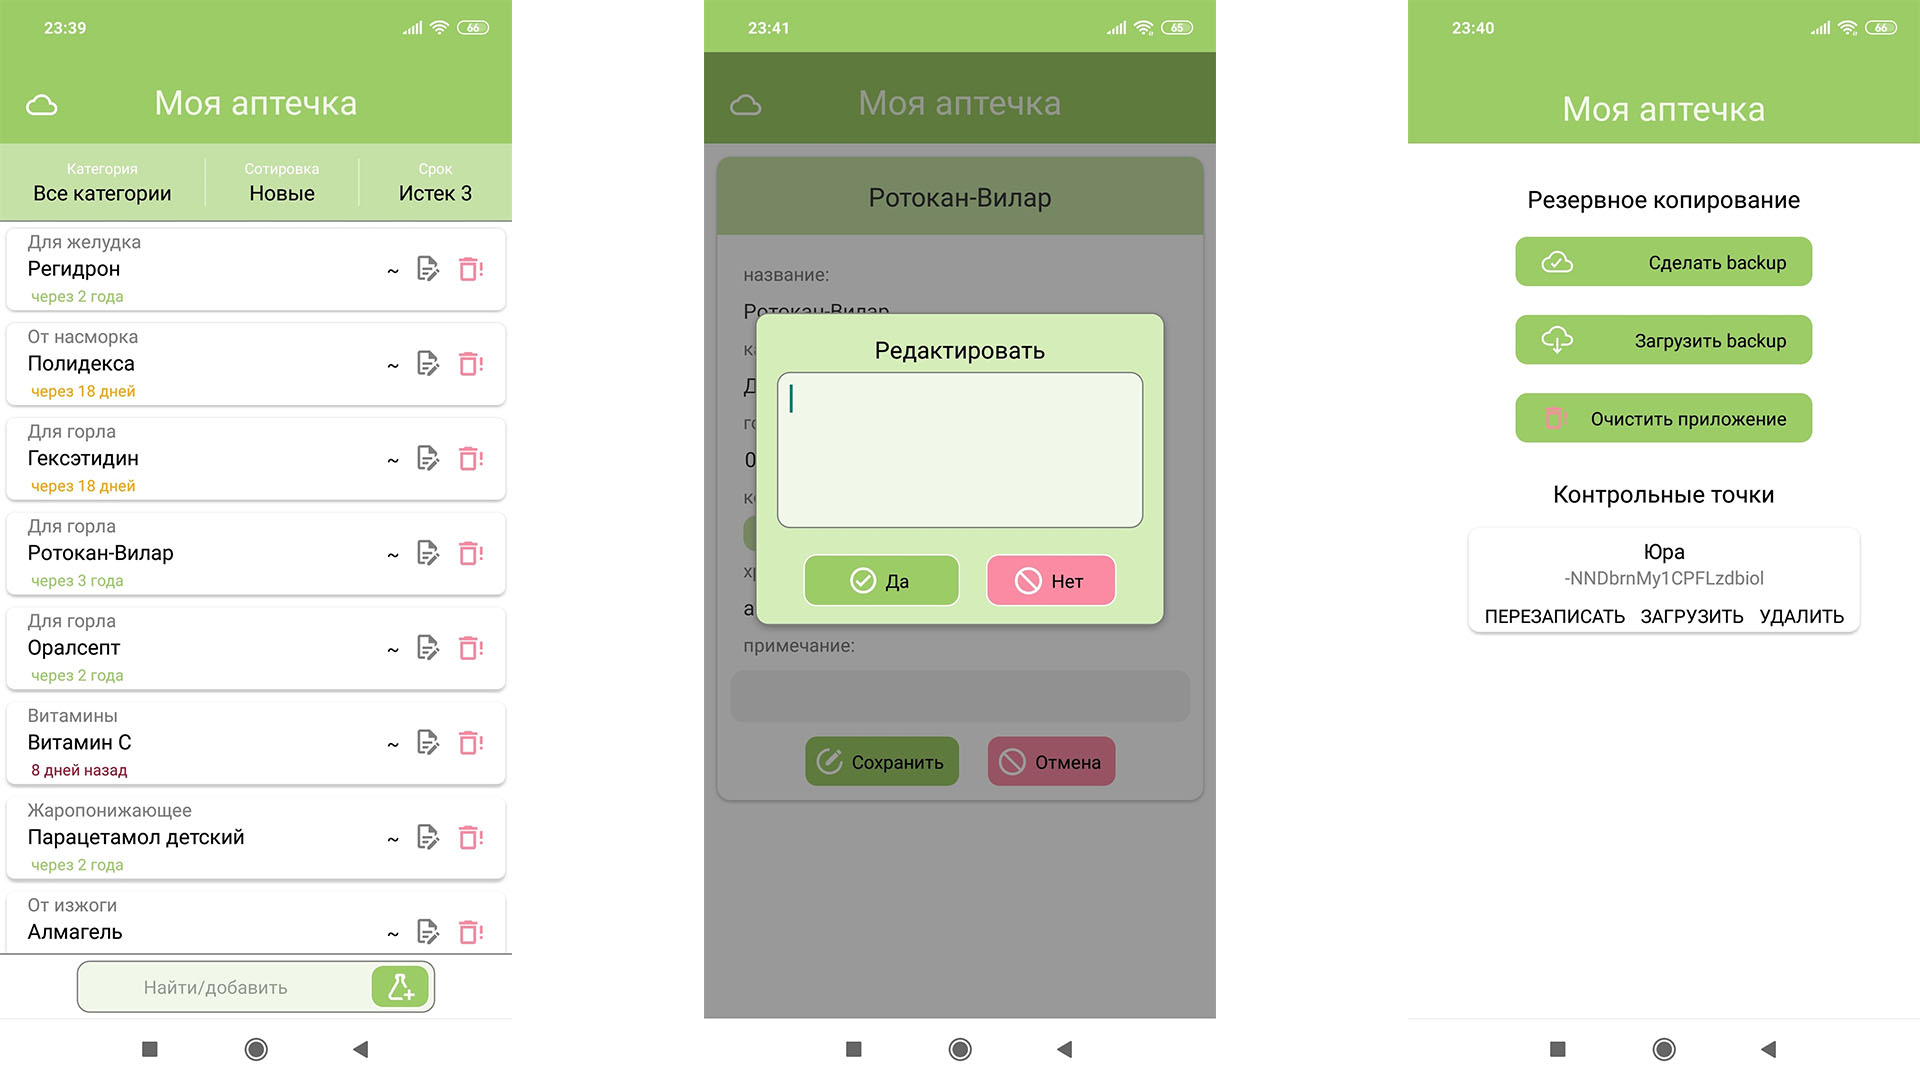 23:39
66
Моя аптечка
Категория
Все категории
Сотировка
Новые
Срок
Истек 3
Для желудка
Регидрон
~
через 2 года
От насморка
Полидекса
~
через 18 дней
Для горла
Гексэтидин
~
через 18 дней
Для горла
Ротокан-Вилар
~
через 3 года
Для горла
Оралсепт
~
через 2 года
Витамины
Витамин С
~
8 дней назад
Жаропонижающее
Парацетамол детский
~
через 2 года
От изжоги
Алмагель
~
Найти/добавить
23:41
65
Моя аптечка
Ротокан-Вилар
название:
Ротокан-Вилар
Редактировать
Да
Нет
примечание:
Сохранить
Отмена
23:40
66
Моя аптечка
Резервное копирование
Сделать backup
Загрузить backup
Очистить приложение
Контрольные точки
Юра
-NNDbrnMy1CPFLzdbiol
ПЕРЕЗАПИСАТЬ ЗАГРУЗИТЬ УДАЛИТЬ